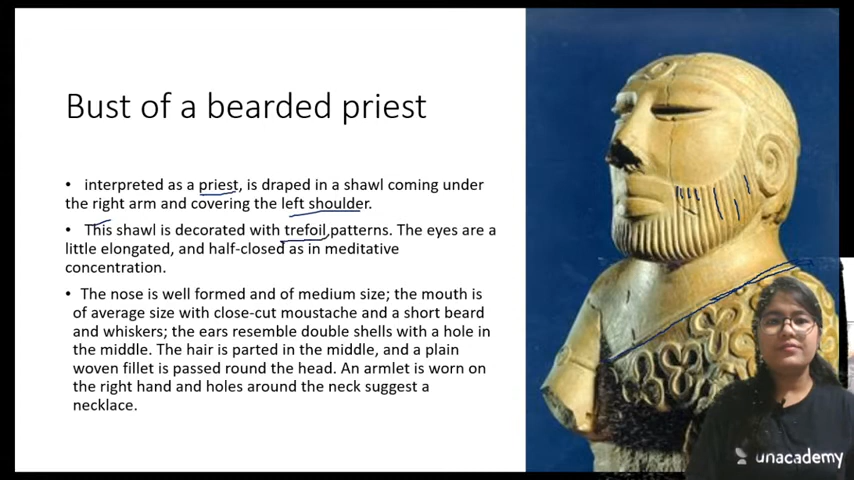 Bust of a bearded priest
• interpreted as a priest, is draped in a shawl coming under
the right arm and covering the left shoulder.
• This shawl is decorated with trefoil,patterns. The eyes are a
little elongated, and half-closed as in meditative
concentration.
• The nose is well formed and of medium size; the mouth is
of average size with close-cut moustache and a short beard
and whiskers; the ears resemble double shells with a hole in
the middle. The hair is parted in the middle, and a plain
woven fillet is passed round the head. An armlet is worn on
the right hand and holes around the neck suggest a
necklace.
unacademy